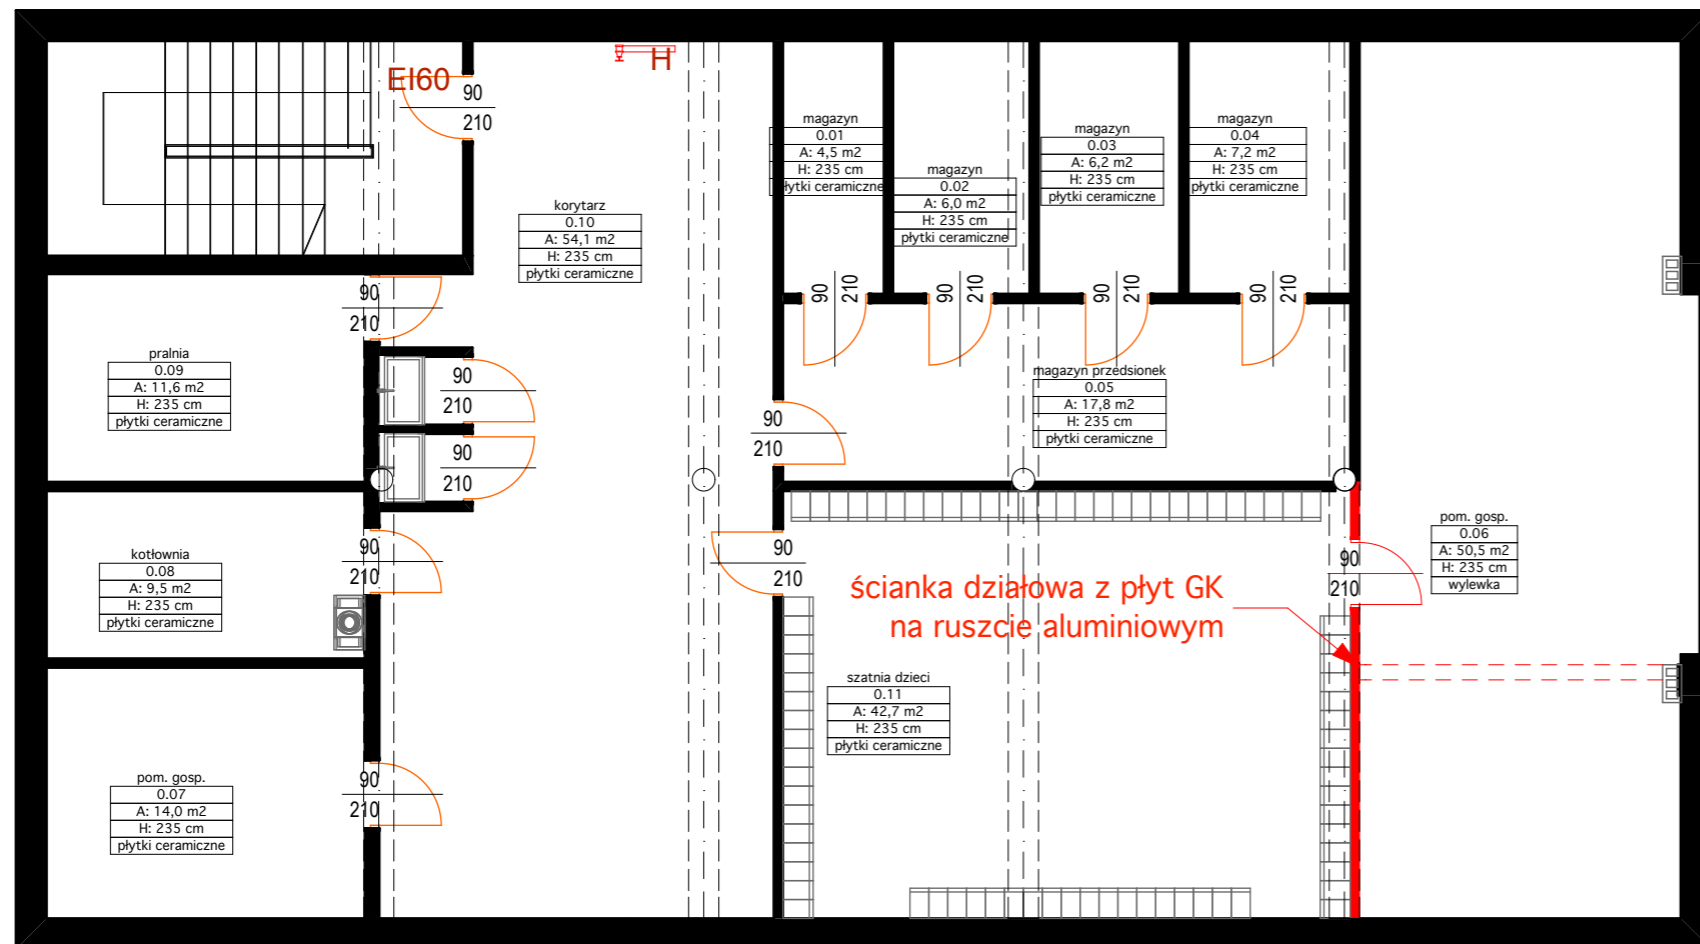 H
EI60
90
210
magazyn
0.01
A: 4,5 m2
H: 235 cm
płytki ceramiczne
magazyn
0.02
A: 6,0 m2
H: 235 cm
płytki ceramiczne
magazyn
0.03
A: 6,2 m2
H: 235 cm
płytki ceramiczne
magazyn
0.04
A: 7,2 m2
H: 235 cm
płytki ceramiczne
korytarz
0.10
A: 54,1 m2
H: 235 cm
płytki ceramiczne
90
210
90
210
90
210
90
210
90
210
pralnia
0.09
A: 11,6 m2
H: 235 cm
płytki ceramiczne
90
210
90
210
magazyn przedsionek
0.05
A: 17,8 m2
H: 235 cm
płytki ceramiczne
90
210
kotłownia
0.08
A: 9,5 m2
H: 235 cm
płytki ceramiczne
90
210
90
210
ścianka działowa z płyt GK
na ruszcie aluminiowym
90
210
pom. gosp.
0.06
A: 50,5 m2
H: 235 cm
wylewka
szatnia dzieci
0.11
A: 42,7 m2
H: 235 cm
płytki ceramiczne
pom. gosp.
0.07
A: 14,0 m2
H: 235 cm
płytki ceramiczne
90
210